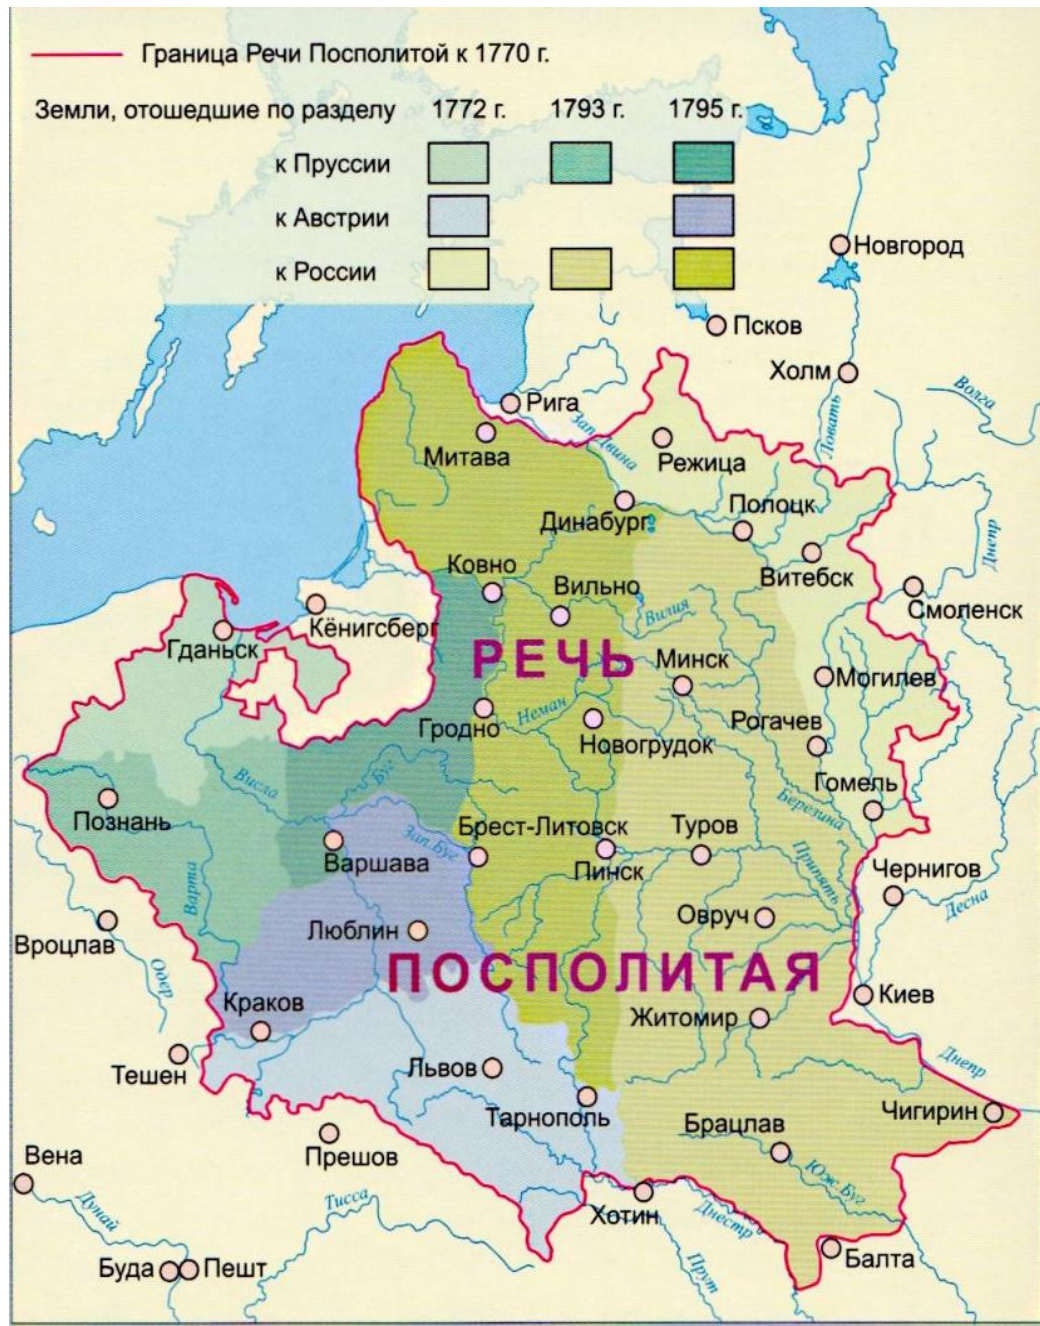 Граница Речи Посполитой к 1770 г.
Земли, отошедшие по разделу 1772 г. 1793 г. 1795 г.
к Пруссии
к Австрии
к России
Новгород
Псков
Холм
Волга
Рига
Ловать
Зап. Двина
Митава
Режица
Полоцк
Динабург
Днепр
Ковно
Вильно
Витебск
Смоленск
Кёнигсберг
Вилия
Гданьск
РЕЧЬ
Минск
Могилев
Гродно
Неман
Новогрудок
Рогачев
Висла
Буг
Гомель
Березина
Познань
Брест-Литовск
Туров
Варшава
Зап. Буг
Пинск
Припять
Чернигов
Варта
Десна
Вроцлав
Люблин
Овруч
Одер
ПОСПОЛИТАЯ
Краков
Житомир
Киев
Тешен
Львов
Днепр
Тарнополь
Брацлав
Чигирин
Вена
Прешов
Юж. Буг
Дунай
Тисса
Хотин
Днестр
Буда
Пешт
Прут
Балта